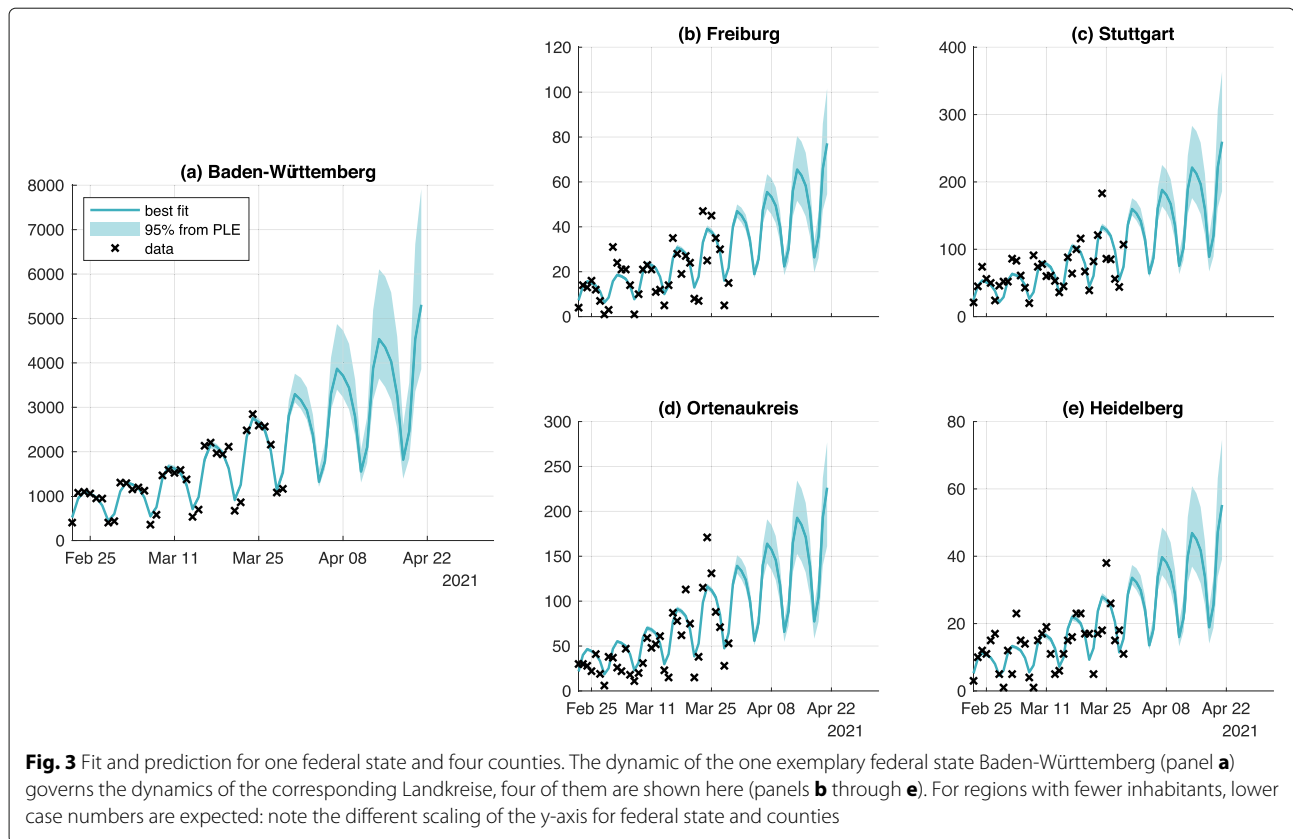 (a) Baden-Württemberg
8000
7000
6000
5000
4000
3000
2000
1000
0
best fit
95% from PLE
data
Feb 25 Mar 11 Mar 25 Apr 08 Apr 22
2021
(b) Freiburg
120
100
80
60
40
20
0
(c) Stuttgart
400
300
200
100
0
(d) Ortenaukreis
300
250
200
150
100
50
0
Feb 25 Mar 11 Mar 25 Apr 08 Apr 22
2021
(e) Heidelberg
80
60
40
20
0
Feb 25 Mar 11 Mar 25 Apr 08 Apr 22
2021
Fig. 3 Fit and prediction for one federal state and four counties. The dynamic of the one exemplary federal state Baden-Württemberg (panel a)
governs the dynamics of the corresponding Landkreise, four of them are shown here (panels b through e). For regions with fewer inhabitants, lower
case numbers are expected: note the different scaling of the y-axis for federal state and counties